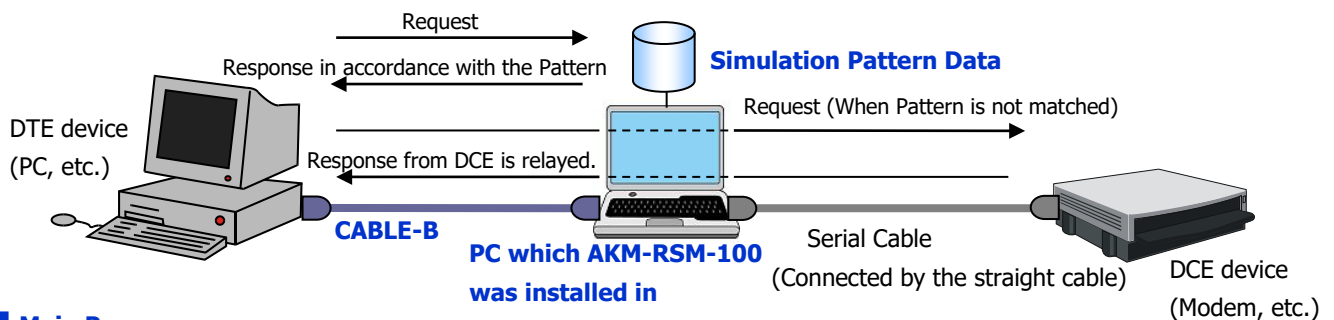 Request
Simulation Pattern Data
Response in accordance with the Pattern
Request (When Pattern is not matched)
DTE device
(PC, etc.)
Response from DCE is relayed.
CABLE-B
PC which AKM-RSM-100
was installed in
Serial Cable
(Connected by the straight cable)
DCE device
(Modem, etc.)